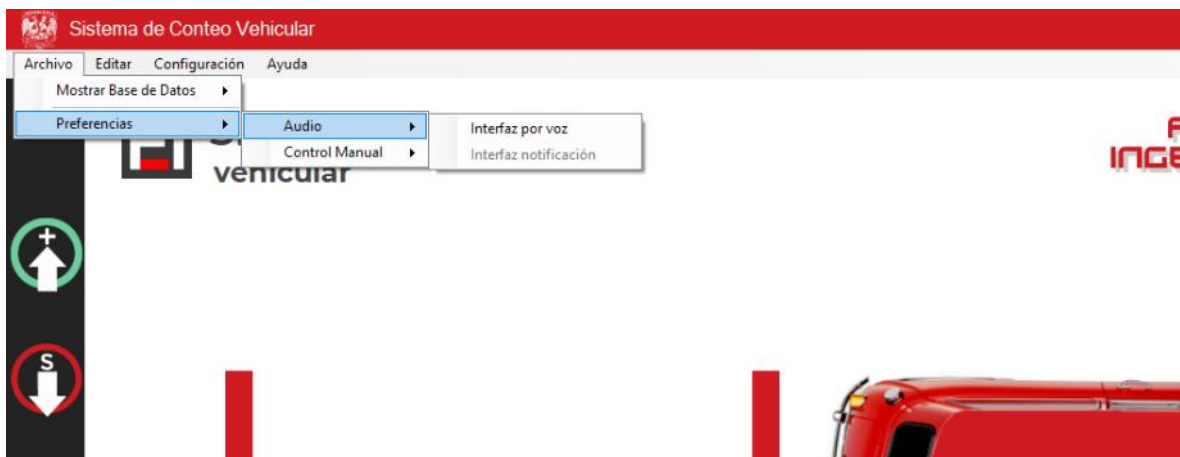 Sistema de Conteo Vehicular
Archivo Editar Configuración Ayuda
Mostrar Base de Datos
Preferencias
Audio
Control Manual
Interfaz por voz
Interfaz notificación
vehicular
+
S